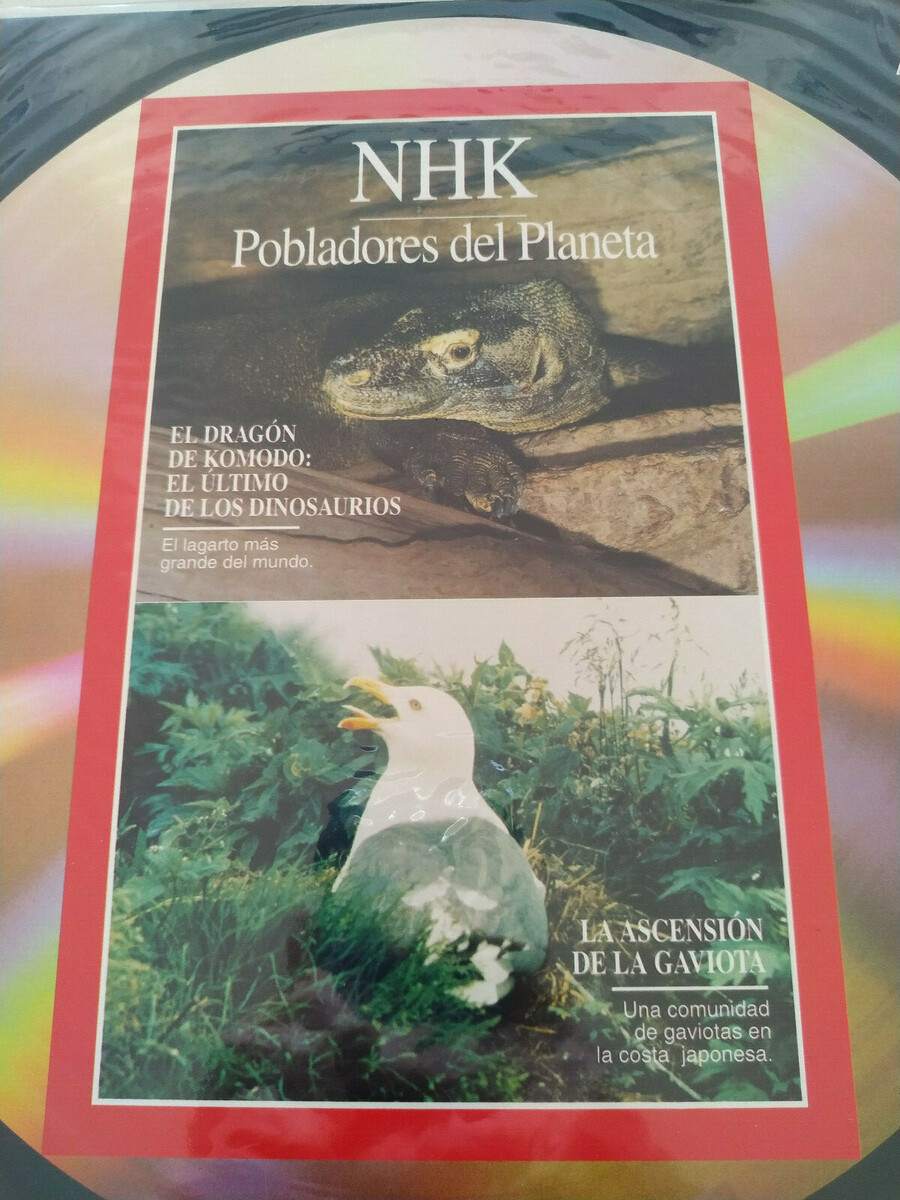 NHK
Pobladores del Planeta
EL DRAGÓN
DE KOMODO:
EL ÚLTIMO
DE LOS DINOSAURIOS
El lagarto más
grande del mundo.
LA ASCENSIÓN
DE LA GAVIOTA
Una comunidad
de gaviotas en
la costa japonesa.